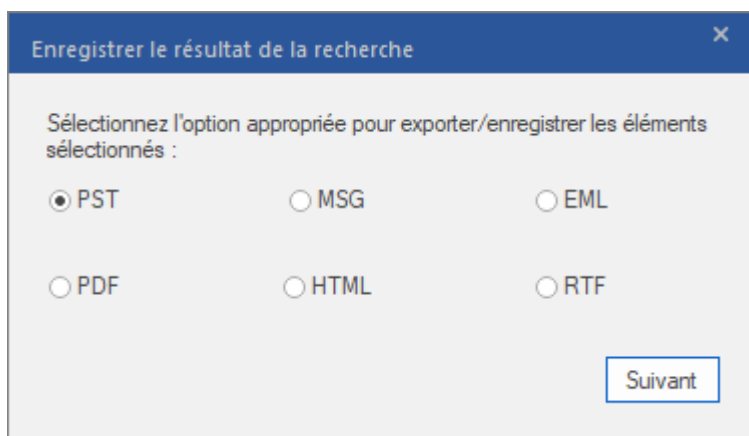 Enregistrer le résultat de la recherche
Sélectionnez l'option appropriée pour exporter/enregistrer les éléments
sélectionnés :
PST MSG EML
PDF HTML RTF
Suivant